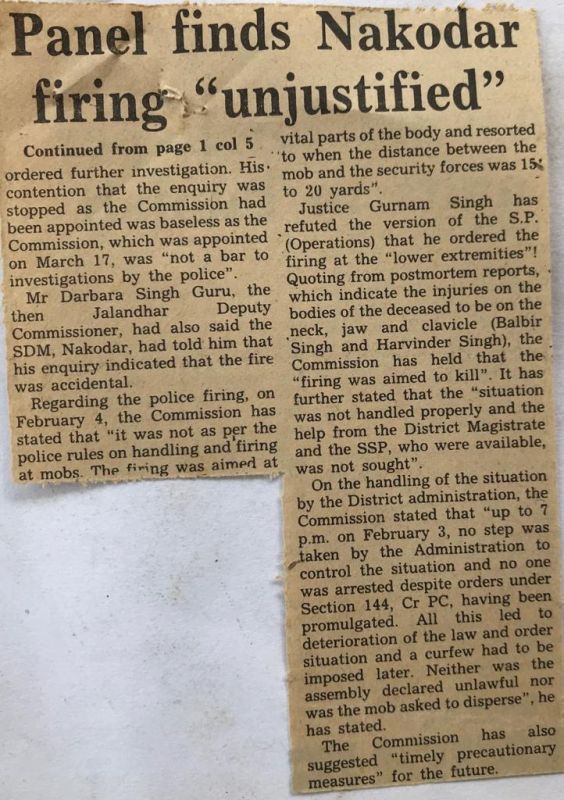 Panel finds Nakodar
firing "unjustified"
Continued from page 1 col 5
ordered further investigation. His
contention that the enquiry was
stopped as the Commission had
been appointed was baseless as the
Commission, which was appointed
on March 17, was "not a bar to
investigations by the police".
Mr Darbara Singh Guru, the
then Jalandhar Deputy
Commissioner, had also said the
SDM, Nakodar, had told him that
his enquiry indicated that the fire
was accidental.
Regarding the police firing, on
February 4, the Commission has
stated that "it was not as per the
police rules on handling and firing
at mobs. The firing was aimed at
vital parts of the body and resorted
to when the distance between the
mob and the security forces was 15
to 20 yards".
Justice Gurnam Singh has
refuted the version of the S.P.
(Operations) that he ordered the
firing at the "lower extremities"!
Quoting from postmortem reports,
which indicate the injuries on the
bodies of the deceased to be on the
neck, jaw and clavicle (Balbir
Singh and Harvinder Singh), the
Commission has held that the
"firing was aimed to kill". It has
further stated that the "situation
was not handled properly and the
help from the District Magistrate
and the SSP, who were available,
was not sought".
On the handling of the situation
by the District administration, the
Commission stated that "up to 7
p.m. on February 3, no step was
taken by the Administration to
control the situation and no one
was arrested despite orders under
Section 144, Cr PC, having been
promulgated. All this led to
deterioration of the law and order
situation and a curfew had to be
imposed later. Neither was the
assembly declared unlawful nor
was the mob asked to disperse", he
has stated.
The Commission has also
suggested "timely precautionary
measures" for the future.